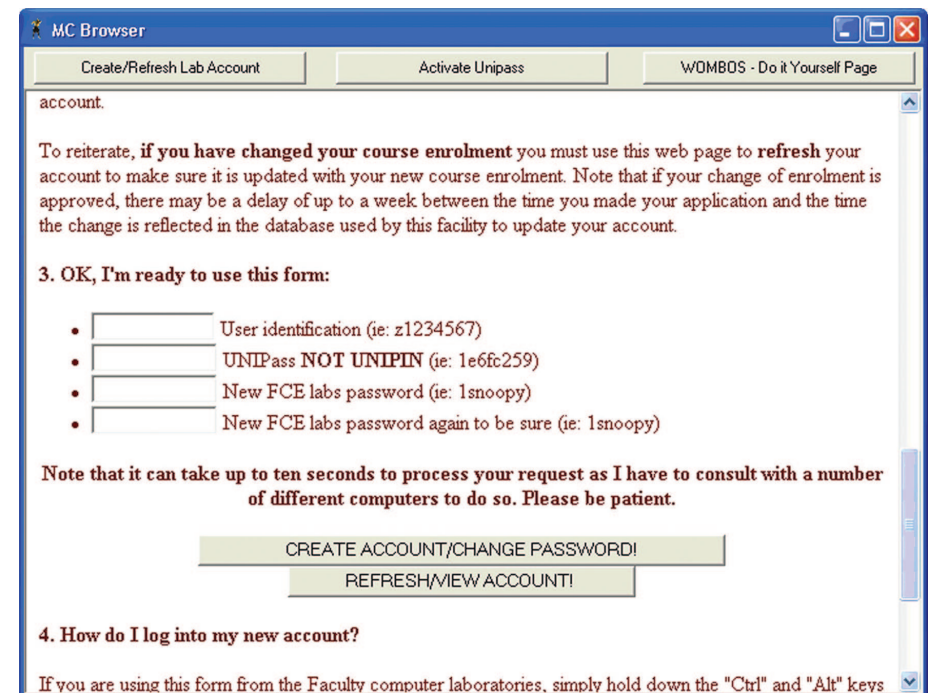 MC Browser
Create/Refresh Lab Account
Activate Unipass
WOMBOS - Do it Yourself Page
account.
To reiterate, if you have changed your course enrolment you must use this web page to refresh your
account to make sure it is updated with your new course enrolment. Note that if your change of enrolment is
approved, there may be a delay of up to a week between the time you made your application and the time
the change is reflected in the database used by this facility to update your account.
3. OK, I'm ready to use this form:
User identification (ie: z1234567)
UNIPass NOT UNIPIN (ie: 1e6fc259)
New FCE labs password (ie: 1snoopy)
New FCE labs password again to be sure (ie: 1snoopy)
Note that it can take up to ten seconds to process your request as I have to consult with a number
of different computers to do so. Please be patient.
CREATE ACCOUNT/CHANGE PASSWORD!
REFRESH/VIEW ACCOUNT!
4. How do I log into my new account?
If you are using this form from the Faculty computer laboratories, simply hold down the "Ctrl" and "Alt" keys